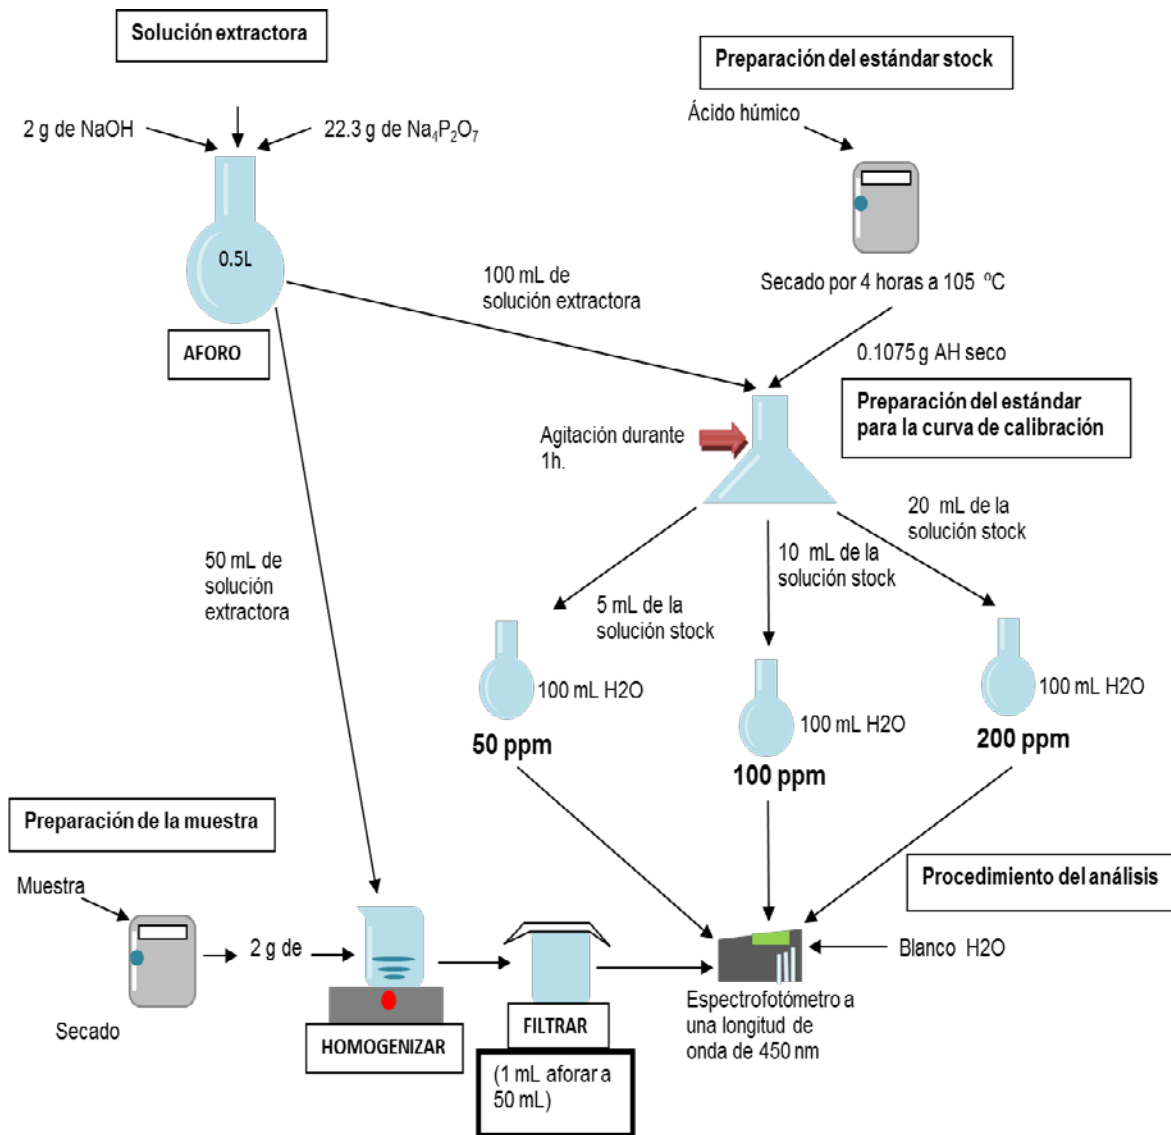 Solución extractora
2 g de NaOH
22.3 g de Na₄P₂O₇
0.5L
AFORO
Preparación del estándar stock
Ácido húmico
Secado por 4 horas a 105 ºC
0.1075 g AH seco
100 mL de
solución extractora
Preparación del estándar
para la curva de calibración
Agitación durante
1h.
50 mL de
solución
extractora
5 mL de la
solución stock
10 mL de la
solución stock
20 mL de la
solución stock
100 mL H2O
50 ppm
100 mL H2O
100 ppm
100 mL H2O
200 ppm
Preparación de la muestra
Muestra
Secado
2 g de
HOMOGENIZAR
FILTRAR
(1 mL aforar a
50 mL)
Procedimiento del análisis
Blanco H2O
Espectrofotómetro a
una longitud de
onda de 450 nm